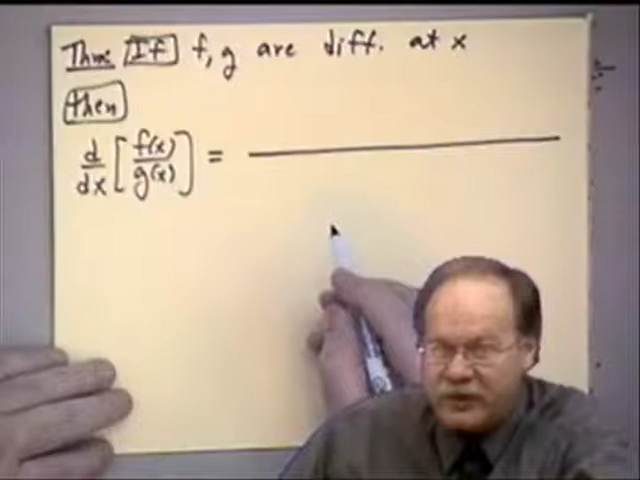 Thm: If f, g are diff. at x
then
d/dx [ f(x)/g(x) ] =